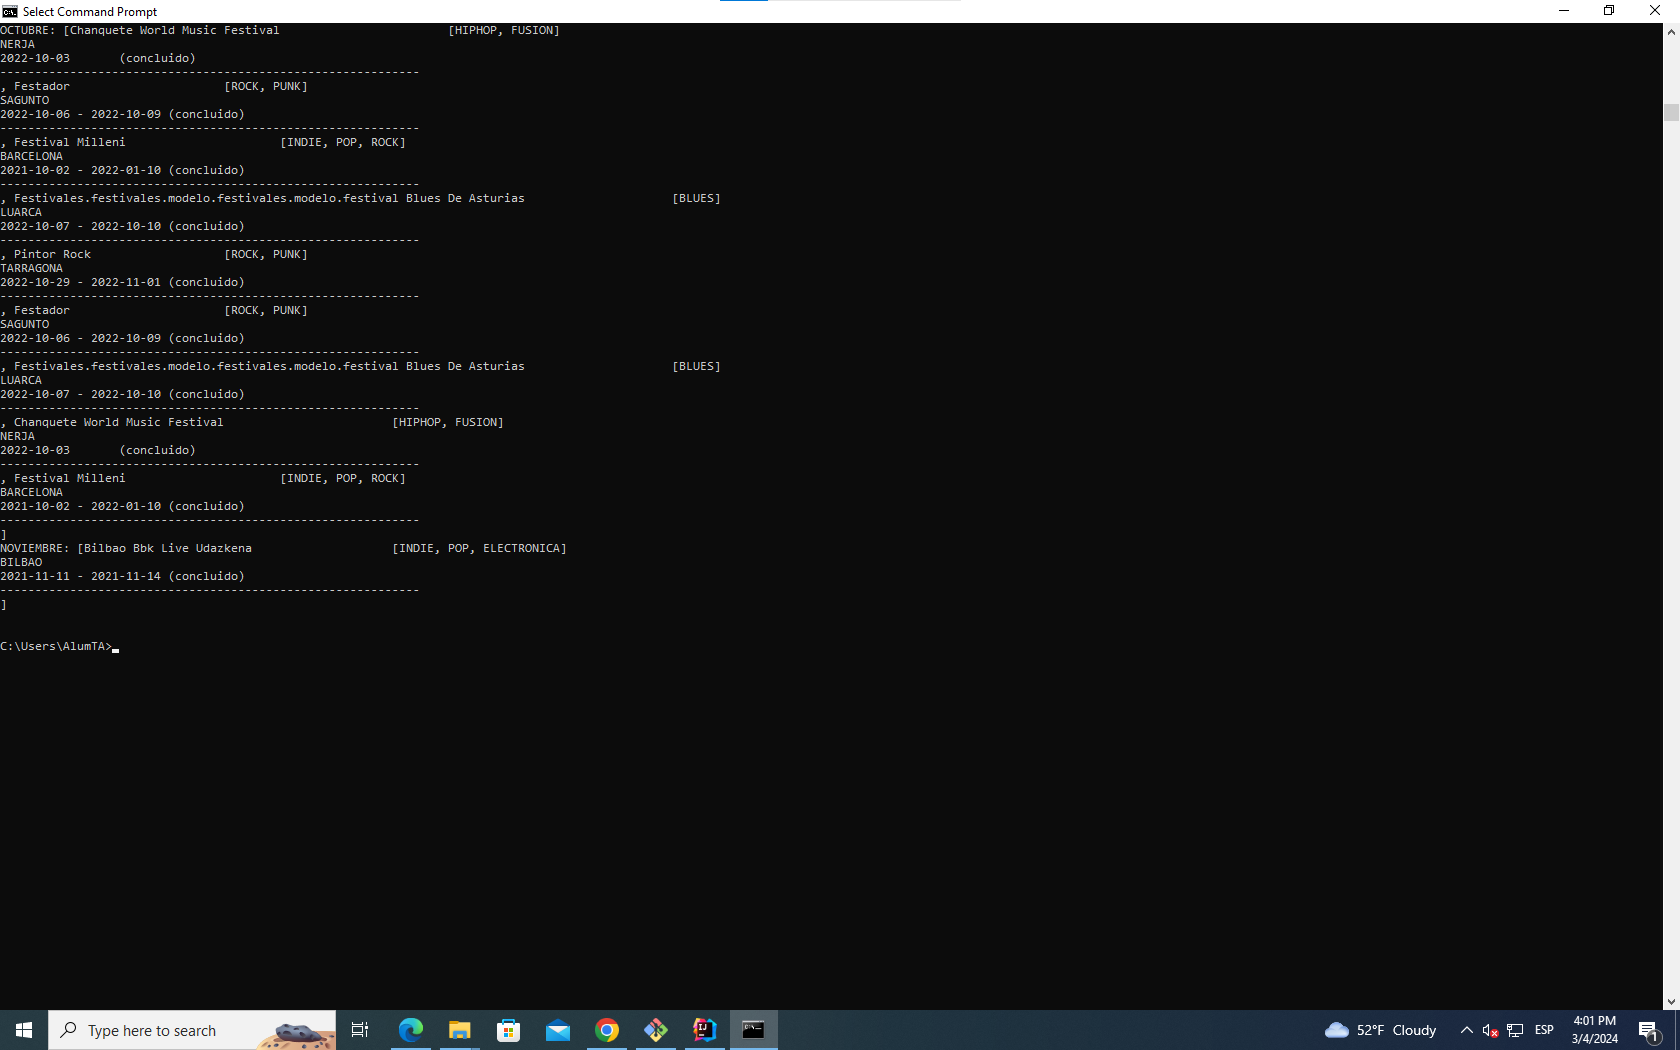 Select Command Prompt
OCTUBRE: [Chanquete World Music Festival                        [HIPHOP, FUSION]
NERJA
2022-10-03       (concluido)
------------------------------------------------------------
, Festador                      [ROCK, PUNK]
SAGUNTO
2022-10-06 - 2022-10-09 (concluido)
------------------------------------------------------------
, Festival Milleni                      [INDIE, POP, ROCK]
BARCELONA
2021-10-02 - 2022-01-10 (concluido)
------------------------------------------------------------
, Festivales.festivales.modelo.festivales.modelo.festival Blues De Asturias                     [BLUES]
LUARCA
2022-10-07 - 2022-10-10 (concluido)
------------------------------------------------------------
, Pintor Rock                   [ROCK, PUNK]
TARRAGONA
2022-10-29 - 2022-11-01 (concluido)
------------------------------------------------------------
, Festador                      [ROCK, PUNK]
SAGUNTO
2022-10-06 - 2022-10-09 (concluido)
------------------------------------------------------------
, Festivales.festivales.modelo.festivales.modelo.festival Blues De Asturias                     [BLUES]
LUARCA
2022-10-07 - 2022-10-10 (concluido)
------------------------------------------------------------
, Chanquete World Music Festival                        [HIPHOP, FUSION]
NERJA
2022-10-03       (concluido)
------------------------------------------------------------
, Festival Milleni                      [INDIE, POP, ROCK]
BARCELONA
2021-10-02 - 2022-01-10 (concluido)
------------------------------------------------------------
]
NOVIEMBRE: [Bilbao Bbk Live Udazkena                    [INDIE, POP, ELECTRONICA]
BILBAO
2021-11-11 - 2021-11-14 (concluido)
------------------------------------------------------------
]
C:\Users\AlumTA>
Type here to search
52°F Cloudy
ESP
4:01 PM
3/4/2024
1